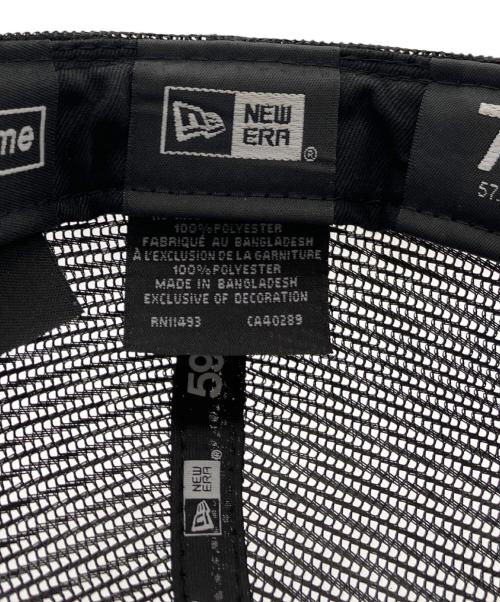 me
NEW
ERA
®
7
57
100% POLYESTER
FABRIQUÉ AU BANGLADESH
À L'EXCLUSION DE LA GARNITURE
100% POLYESTER
MADE IN BANGLADESH
EXCLUSIVE OF DECORATION
RN11493 CA40289
59
NEW
ERA